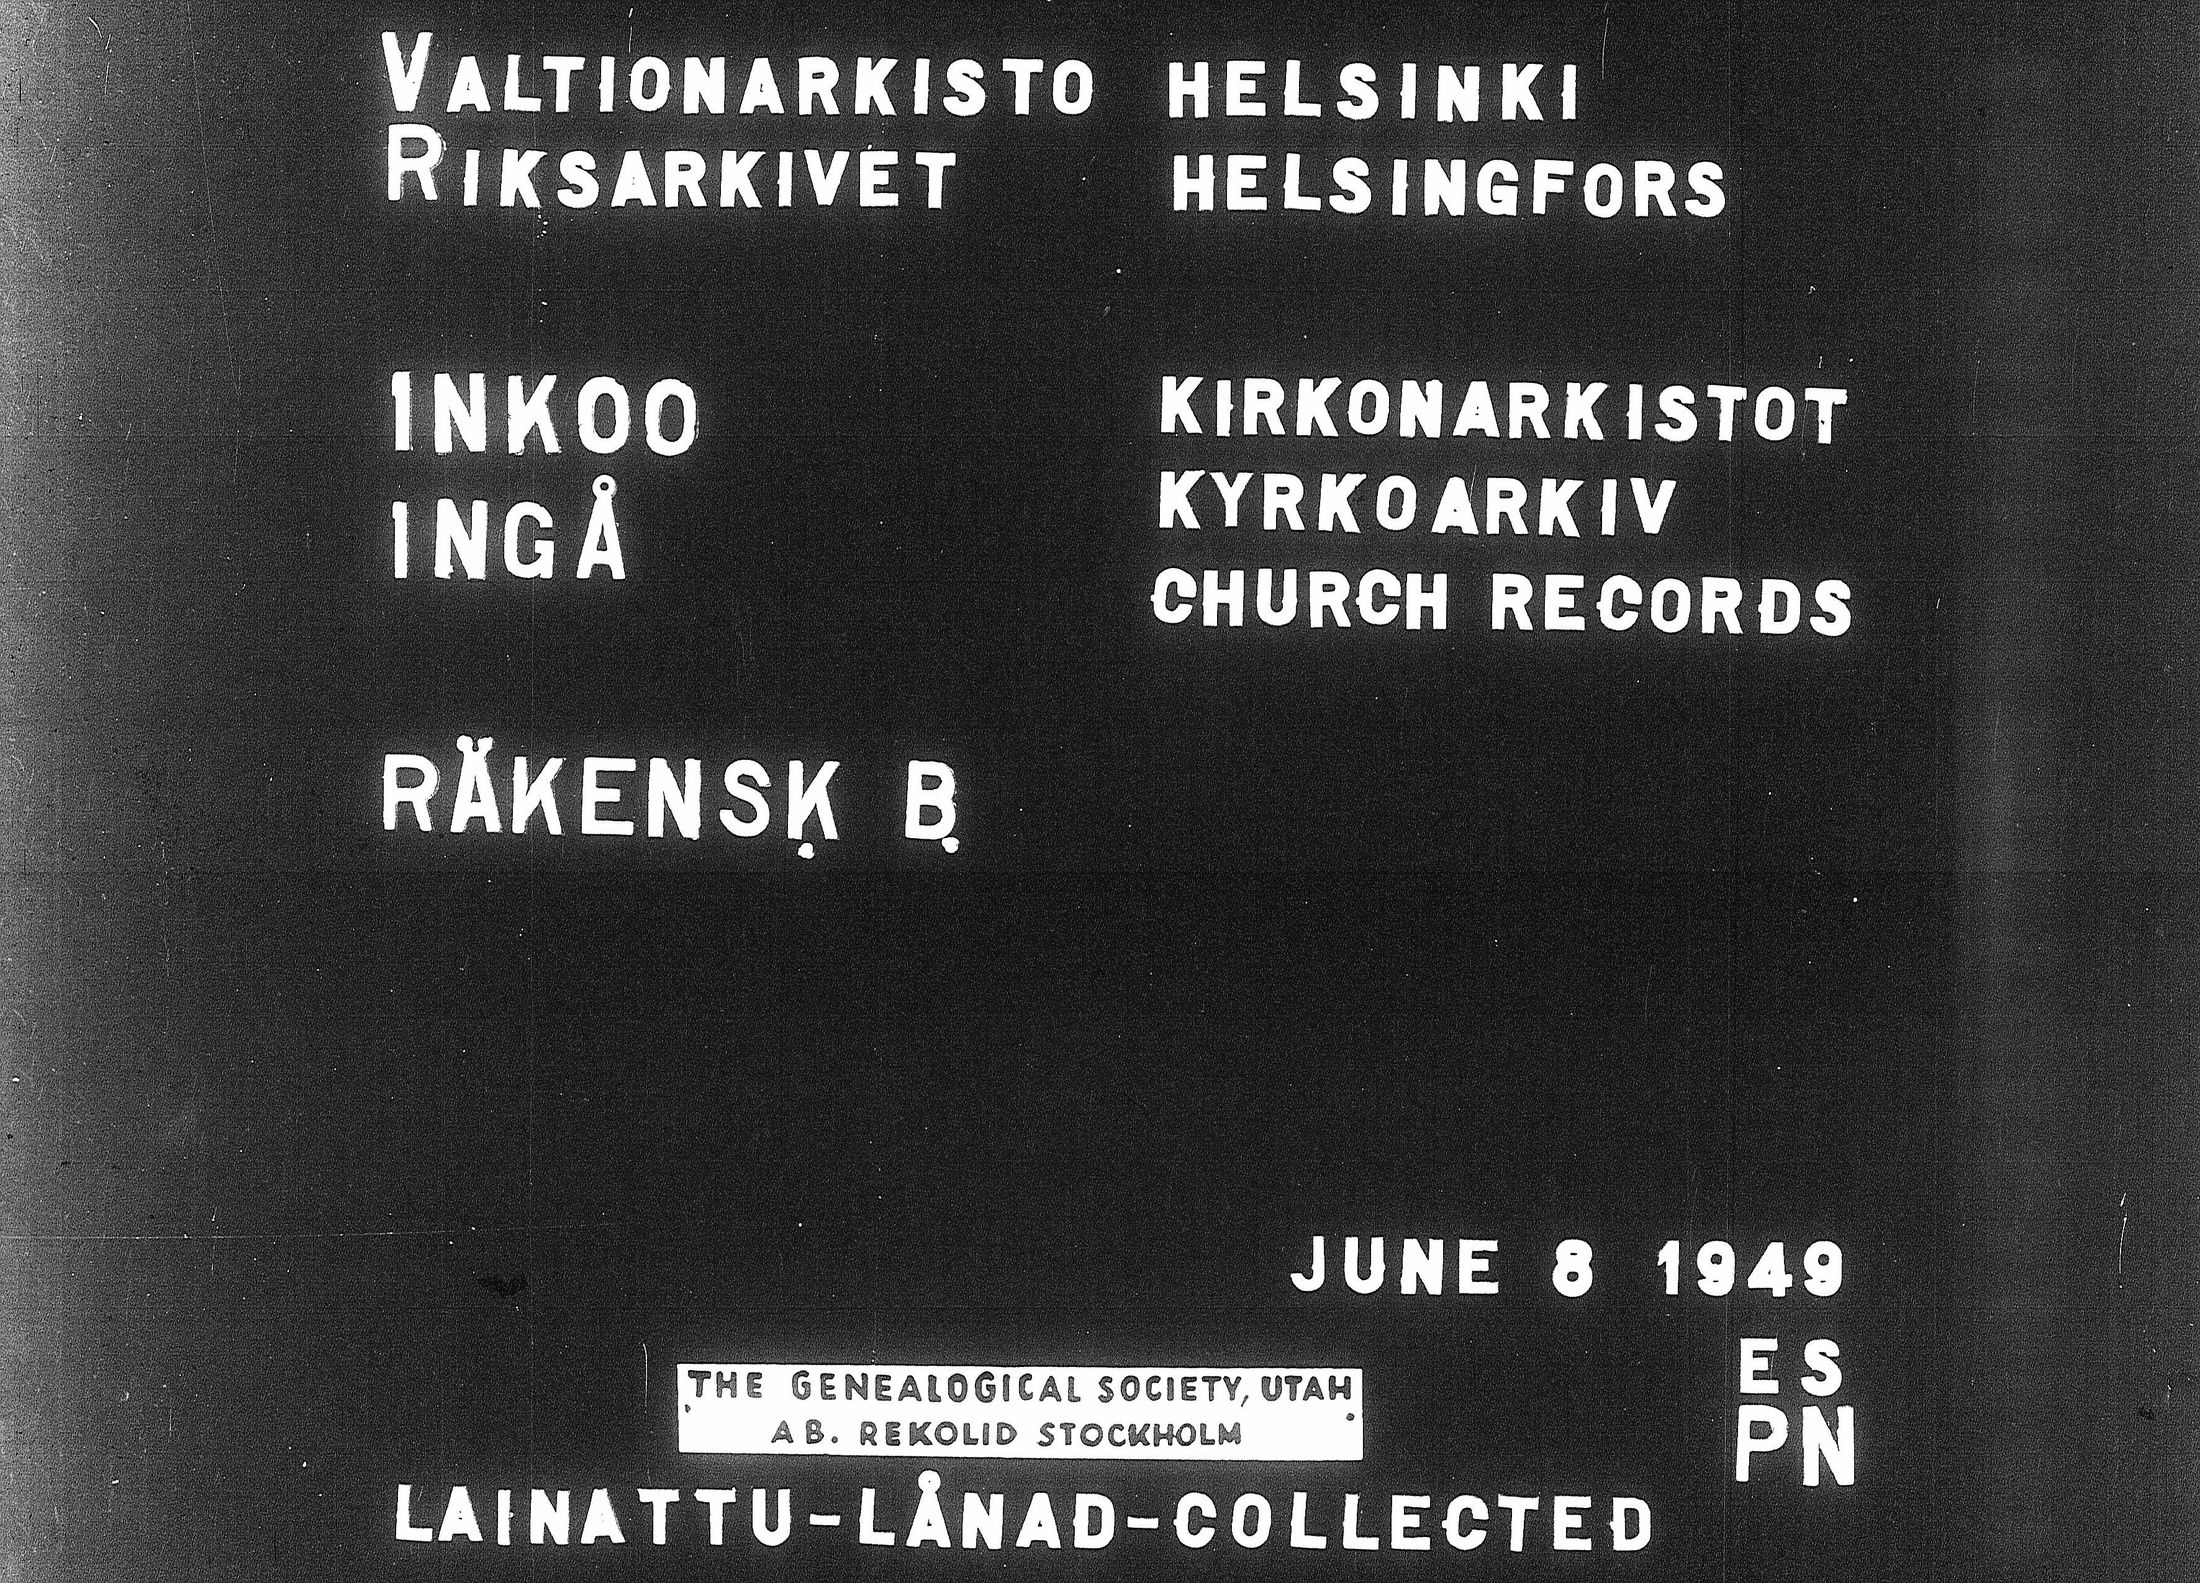 VALTIONARKISTO HELSINKI
RIKSARKIVET HELSINGFORS
INKOO KIRKONARKISTOT
INGÅ KYRKOARKIV
CHURCH RECORDS
RÄKENSK. B.
JUNE 8 1949
ES
PN
THE GENEALOGICAL SOCIETY, UTAH
AB. REKOLID STOCKHOLM
LAINATTU-LÅNAD-COLLECTED